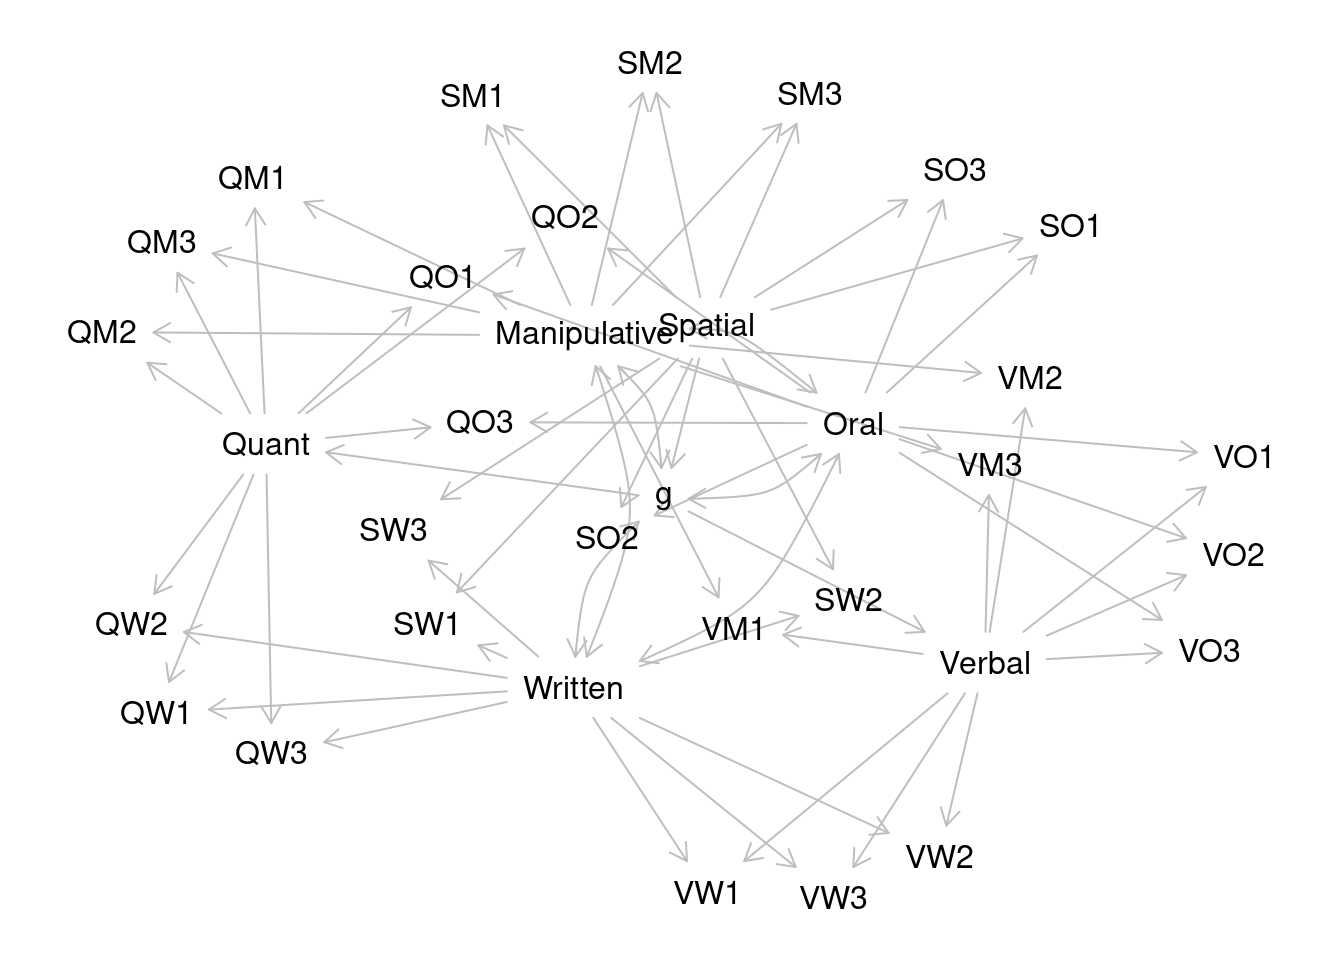 SM2
SM1
SM3
SO3
QM1
QO2
SO1
QM3
QO1
Spatial
Manipulative
QM2
VM2
QO3
Oral
Quant
VO1
VM3
g
SW3
SO2
VO2
SW2
SW1
QW2
VM1
VO3
Verbal
Written
QW1
QW3
VW2
VW1
VW3